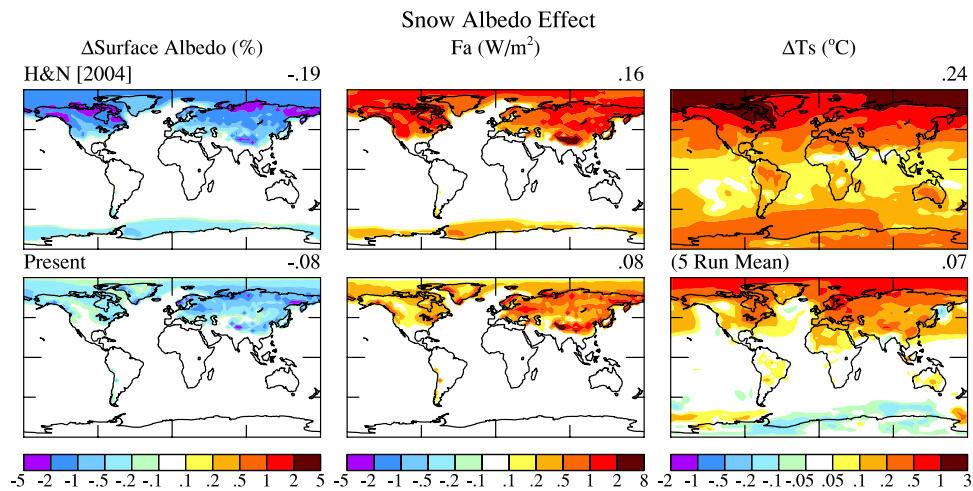 Snow Albedo Effect
ΔSurface Albedo (%) Fa (W/m²) ΔTs (°C)
H&N [2004] -.19 .16 .24
Present -.08 .08 (5 Run Mean) .07
-5 -2 -1 -.5 -.2 -.1 .1 .2 .5 1 2 5 -5 -2 -1 -.5 -.2 -.1 .1 .2 .5 1 2 8 -2 -1 -.5 -.2 -.1 -.05 .05 .1 .2 .5 1 3